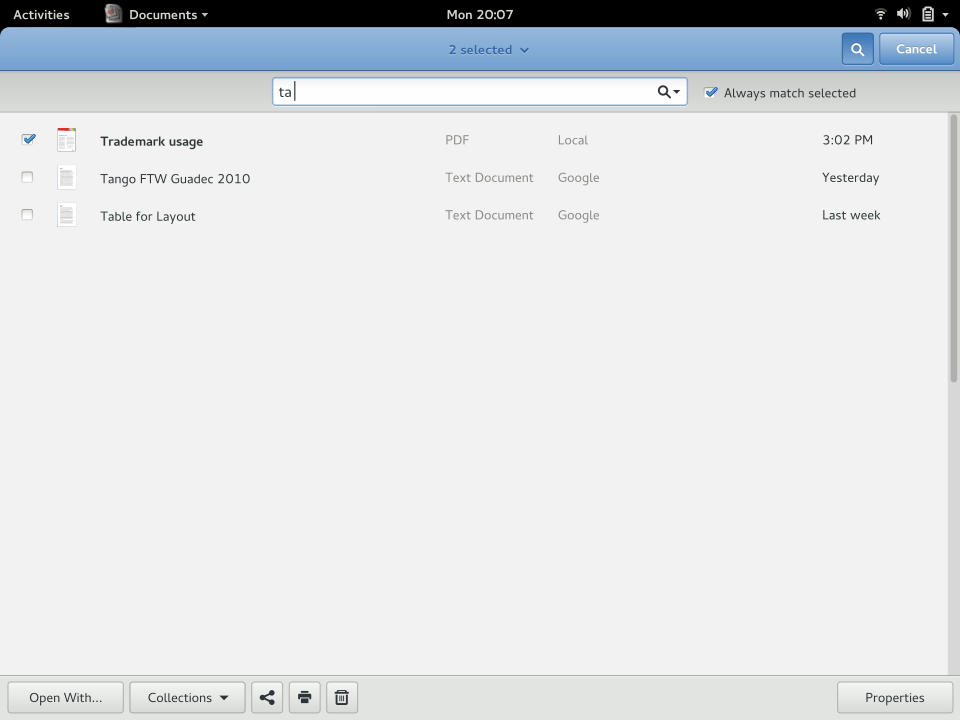 Activities Documents Mon 20:07
2 selected Cancel
ta Always match selected
Trademark usage PDF Local 3:02 PM
Tango FTW Guadec 2010 Text Document Google Yesterday
Table for Layout Text Document Google Last week
Open With... Collections Properties